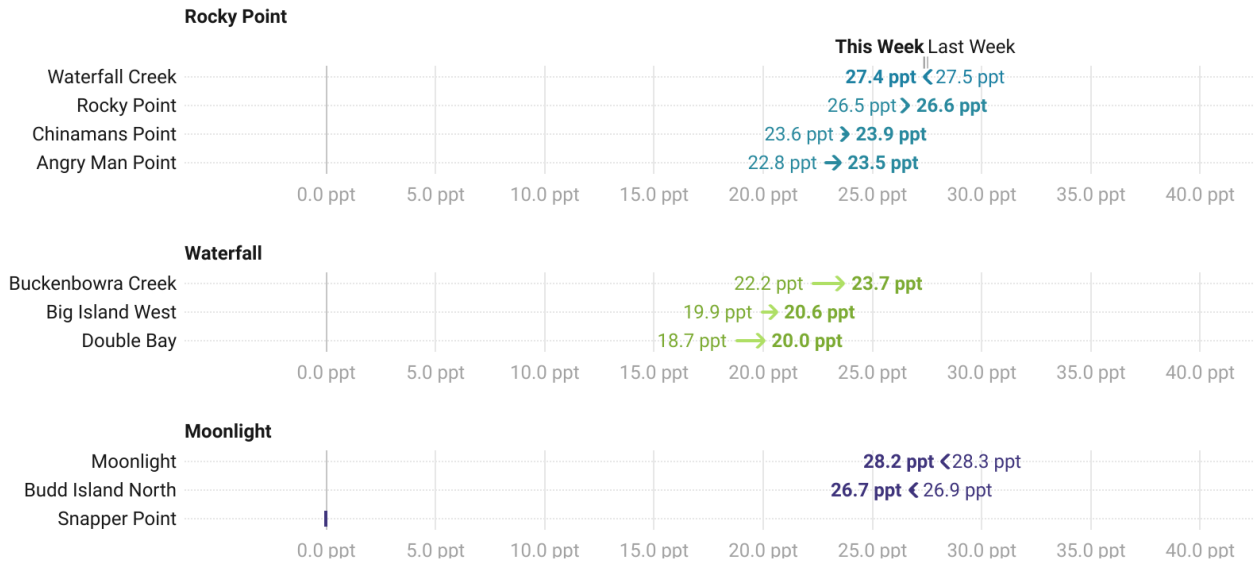 Rocky Point
This Week Last Week
Waterfall Creek 27.4 ppt 27.5 ppt
Rocky Point 26.5 ppt 26.6 ppt
Chinamans Point 23.6 ppt 23.9 ppt
Angry Man Point 22.8 ppt 23.5 ppt
0.0 ppt 5.0 ppt 10.0 ppt 15.0 ppt 20.0 ppt 25.0 ppt 30.0 ppt 35.0 ppt 40.0 ppt
Waterfall
Buckenbowra Creek 22.2 ppt 23.7 ppt
Big Island West 19.9 ppt 20.6 ppt
Double Bay 18.7 ppt 20.0 ppt
0.0 ppt 5.0 ppt 10.0 ppt 15.0 ppt 20.0 ppt 25.0 ppt 30.0 ppt 35.0 ppt 40.0 ppt
Moonlight
Moonlight 28.2 ppt 28.3 ppt
Budd Island North 26.7 ppt 26.9 ppt
Snapper Point
0.0 ppt 5.0 ppt 10.0 ppt 15.0 ppt 20.0 ppt 25.0 ppt 30.0 ppt 35.0 ppt 40.0 ppt